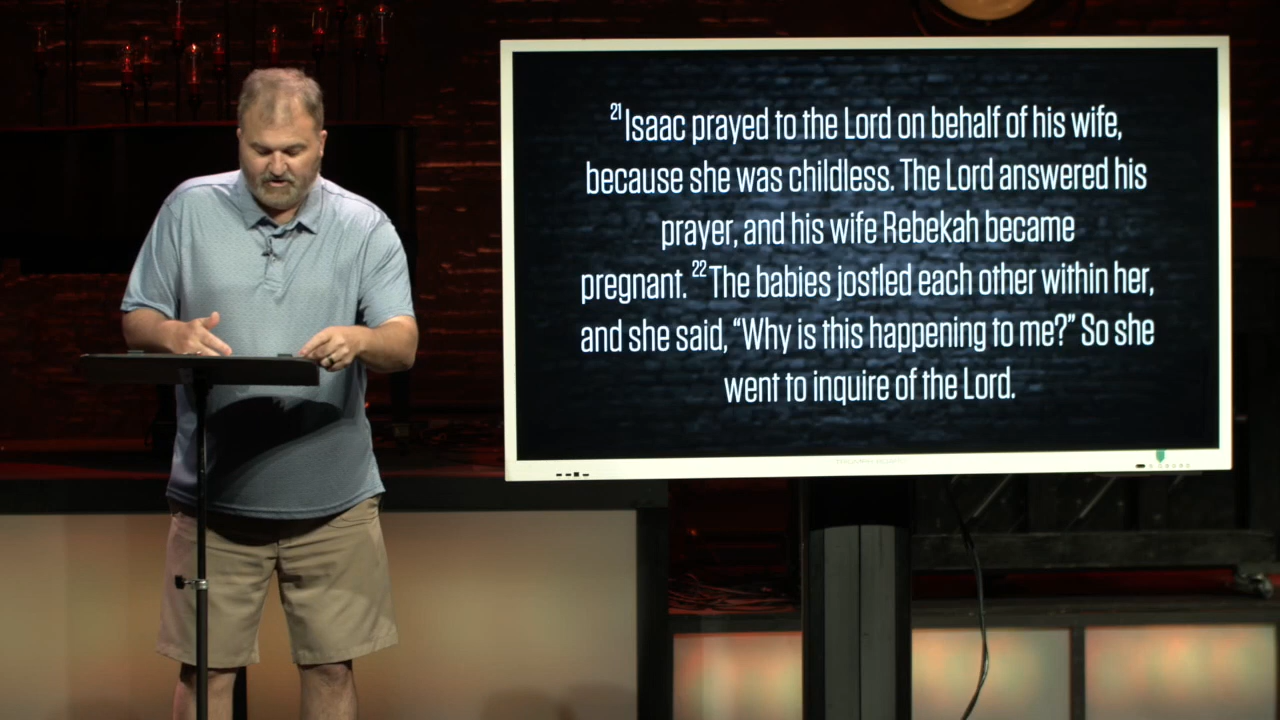 21 Isaac prayed to the Lord on behalf of his wife,
because she was childless. The Lord answered his
prayer, and his wife Rebekah became
pregnant. 22 The babies jostled each other within her,
and she said, “Why is this happening to me?” So she
went to inquire of the Lord.